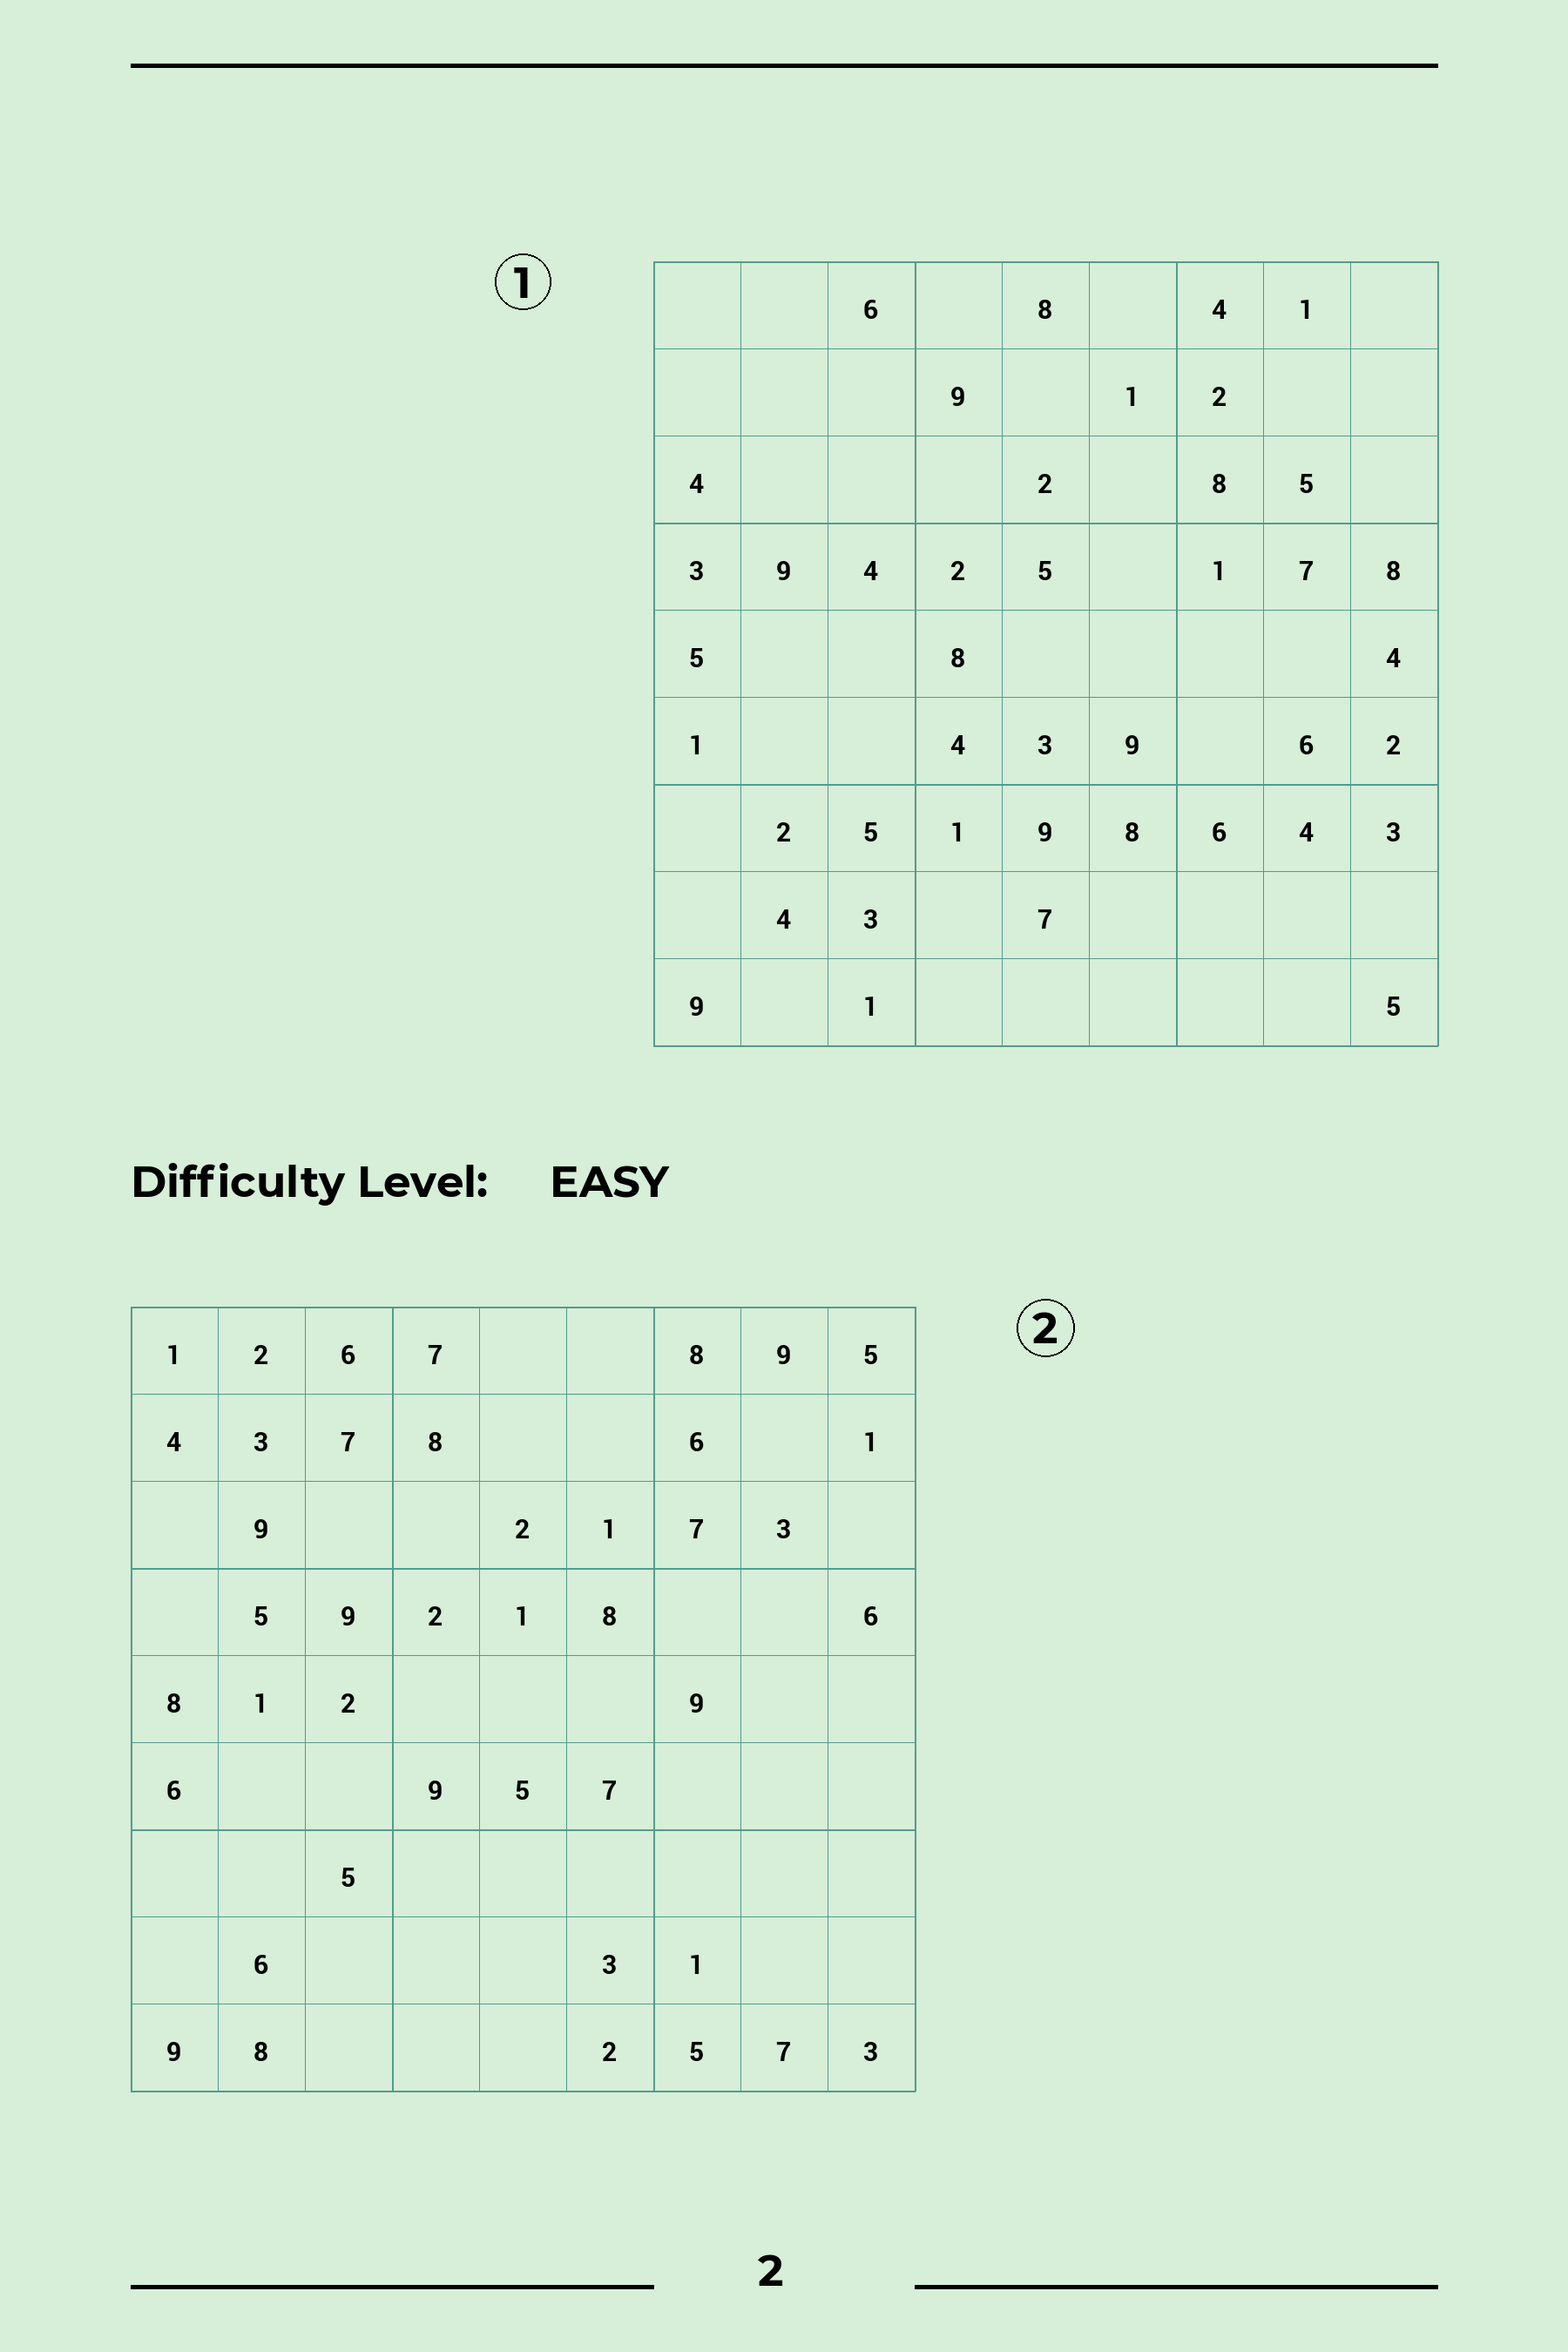 1
6 8 4 1
9 1 2
4 2 8 5
3 9 4 2 5 1 7 8
5 8 4
1 4 3 9 6 2
2 5 1 9 8 6 4 3
4 3 7
9 1 5
Difficulty Level: EASY
2
1 2 6 7 8 9 5
4 3 7 8 6 1
9 2 1 7 3
5 9 2 1 8 6
8 1 2 9
6 9 5 7
5
6 3 1
9 8 2 5 7 3
2